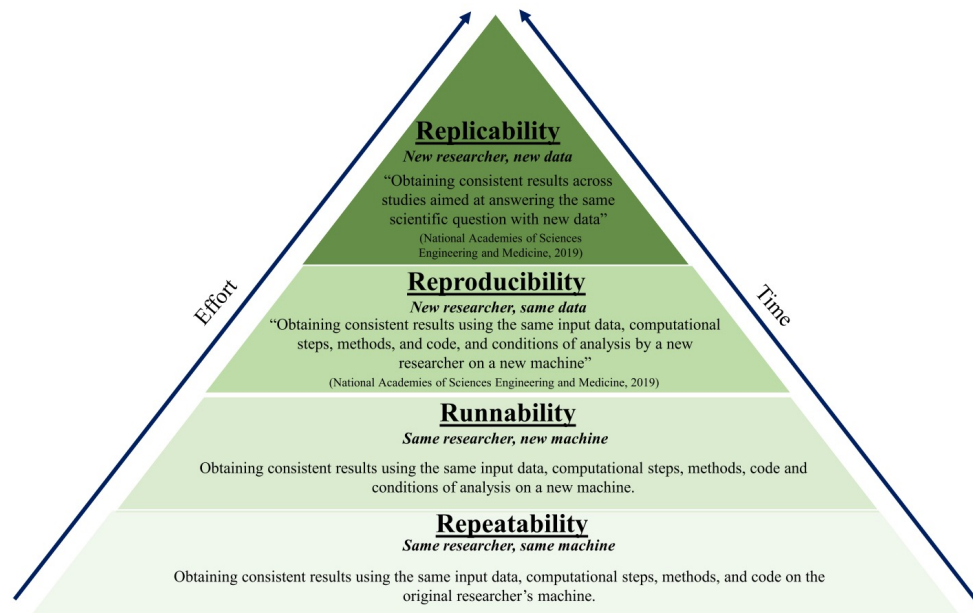 Replicability
New researcher, new data
“Obtaining consistent results across
studies aimed at answering the same
scientific question with new data”
(National Academies of Sciences
Engineering and Medicine, 2019)
Effort
Time
Reproducibility
New researcher, same data
“Obtaining consistent results using the same input data, computational
steps, methods, and code, and conditions of analysis by a new
researcher on a new machine”
(National Academies of Sciences Engineering and Medicine, 2019)
Runnability
Same researcher, new machine
Obtaining consistent results using the same input data, computational steps, methods, code and
conditions of analysis on a new machine.
Repeatability
Same researcher, same machine
Obtaining consistent results using the same input data, computational steps, methods, and code on the
original researcher’s machine.